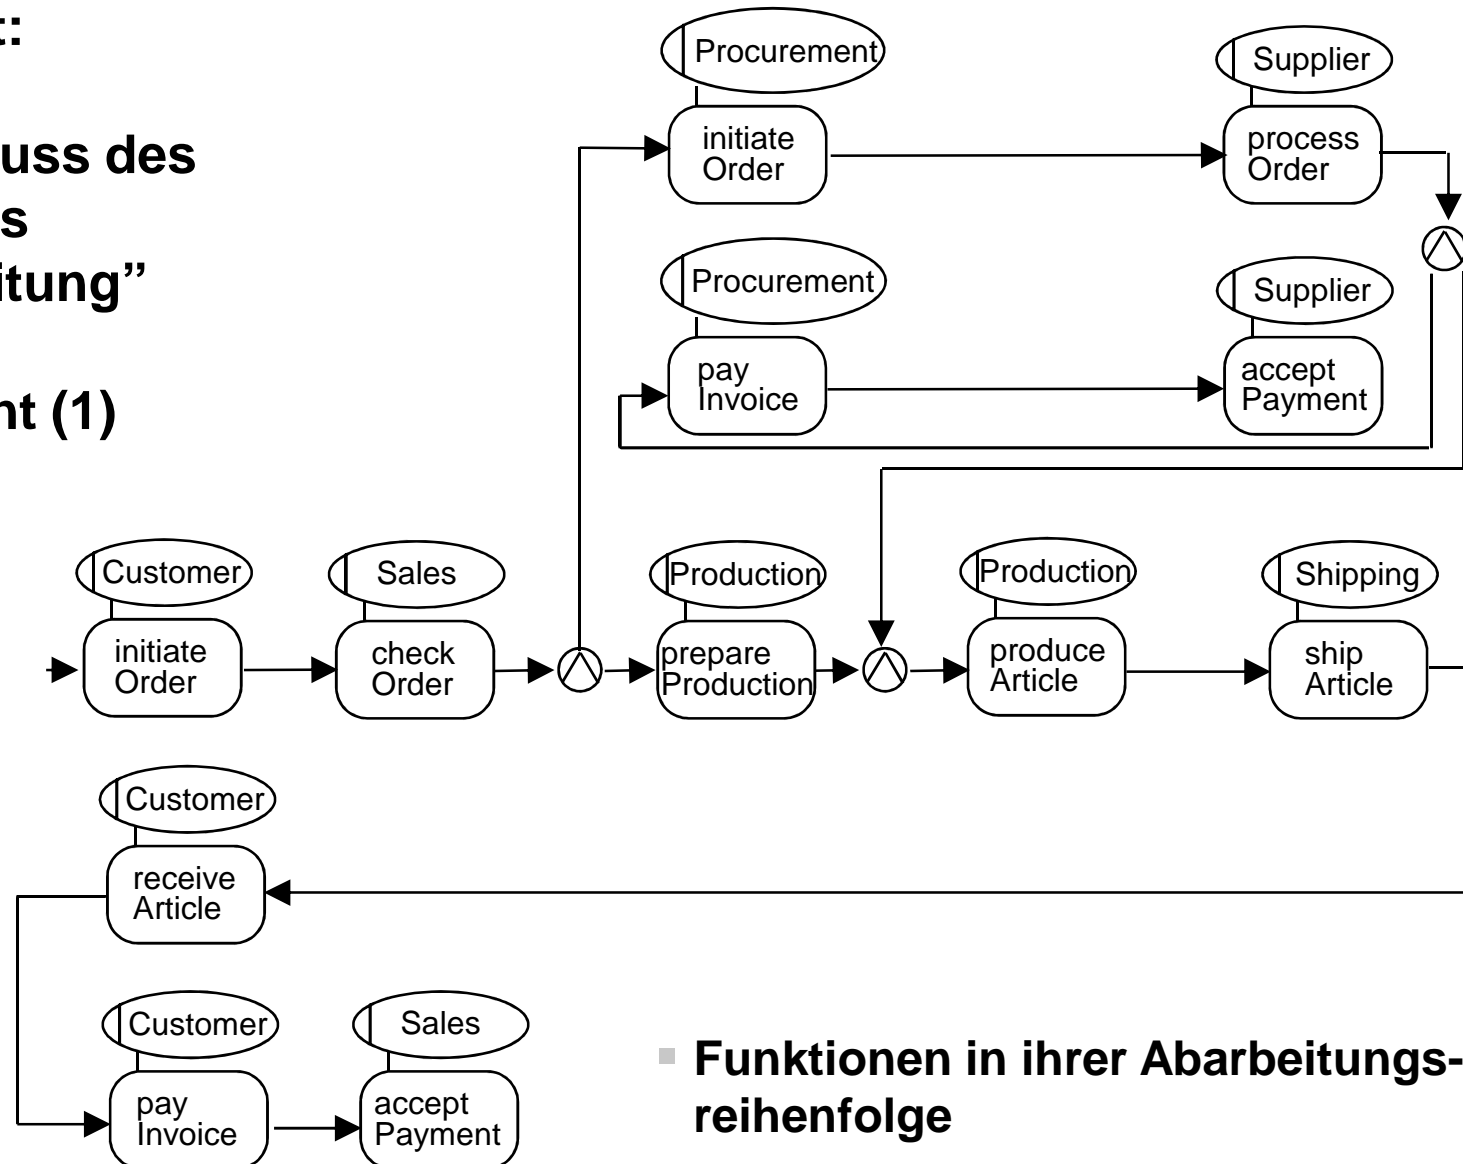 t:
uss des
s
itung”
nt (1)
Procurement
initiate
Order
Supplier
process
Order
Procurement
pay
Invoice
Supplier
accept
Payment
Customer
initiate
Order
Sales
check
Order
Production
prepare
Production
Production
produce
Article
Shipping
ship
Article
Customer
receive
Article
Customer
pay
Invoice
Sales
accept
Payment
Funktionen in ihrer Abarbeitungs-
reihenfolge